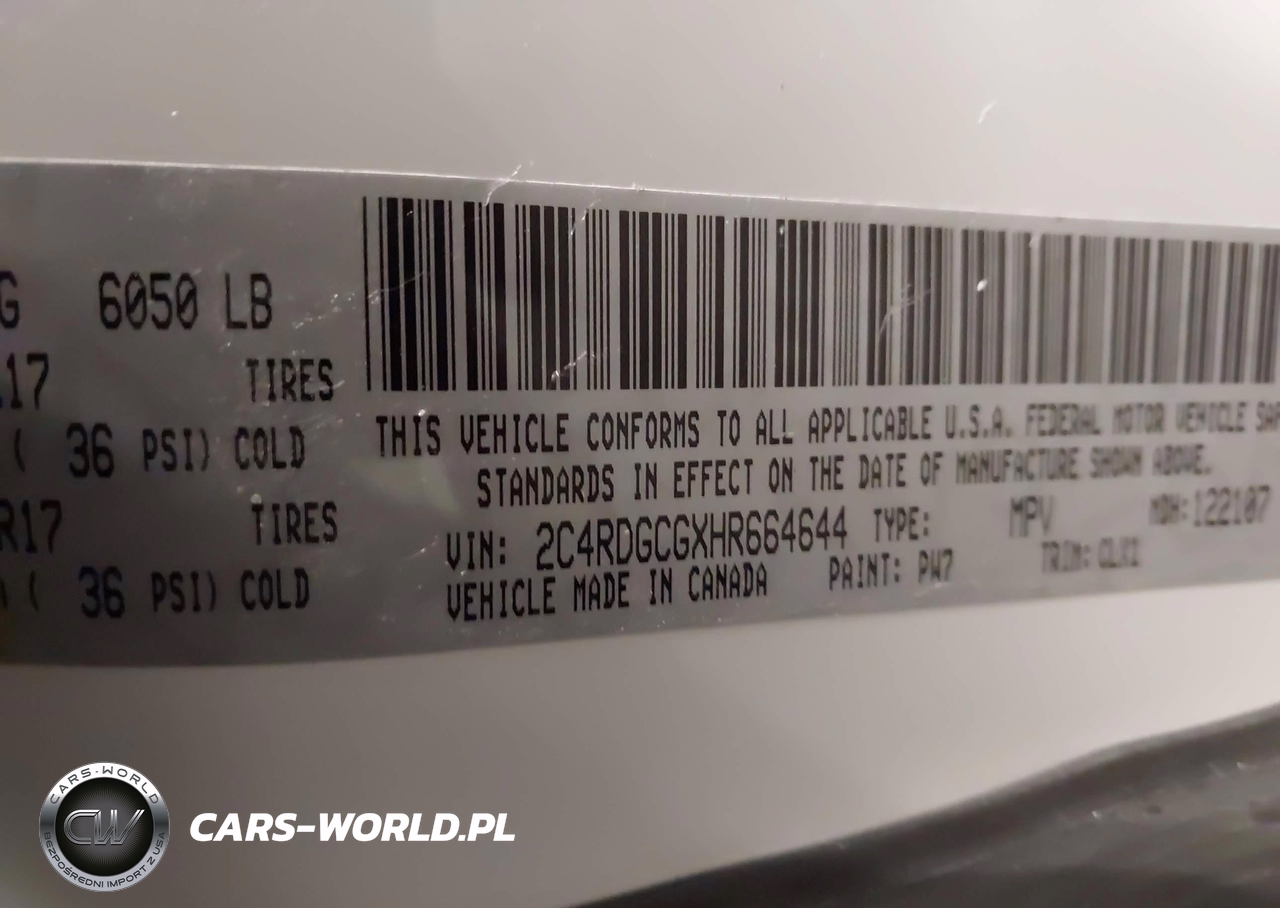 G 6050 LB
17 TIRES
( 36 PSI) COLD
R17 TIRES
( 36 PSI) COLD
THIS VEHICLE CONFORMS TO ALL APPLICABLE U.S.A. FEDERAL MOTOR VEHICLE SAF
STANDARDS IN EFFECT ON THE DATE OF MANUFACTURE SHOWN ABOVE.
VIN: 2C4RDGCGXHR664644 TYPE: MPV MDH:122107
VEHICLE MADE IN CANADA PAINT: PW7 TRIM:
CARS-WORLD
CW
BEZPOŚREDNI IMPORT Z USA
CARS-WORLD.PL